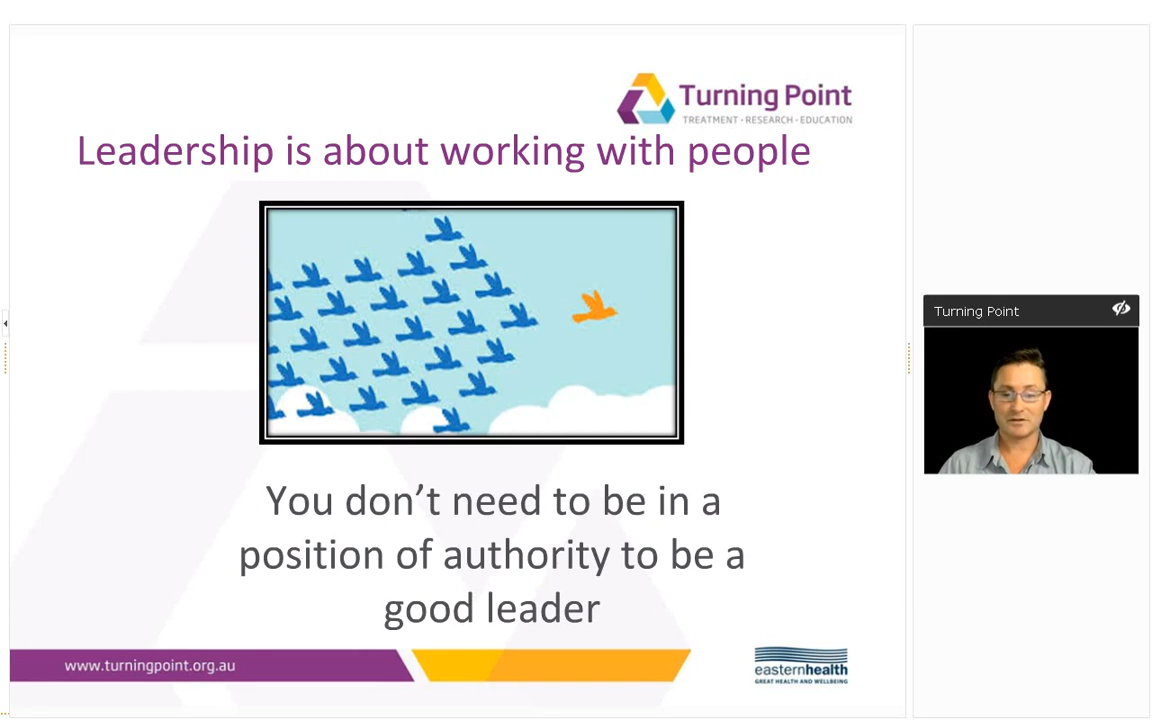 Turning Point
TREATMENT • RESEARCH • EDUCATION
Leadership is about working with people
You don’t need to be in a
position of authority to be a
good leader
www.turningpoint.org.au
easternhealth
GREAT HEALTH AND WELLBEING
Turning Point